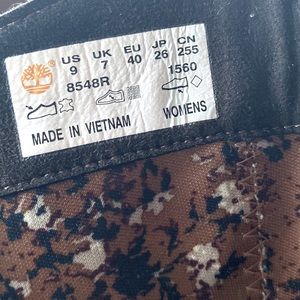 US UK EU JP CN
9 7 40 26 255
8548R 1560
WOMENS
MADE IN VIETNAM